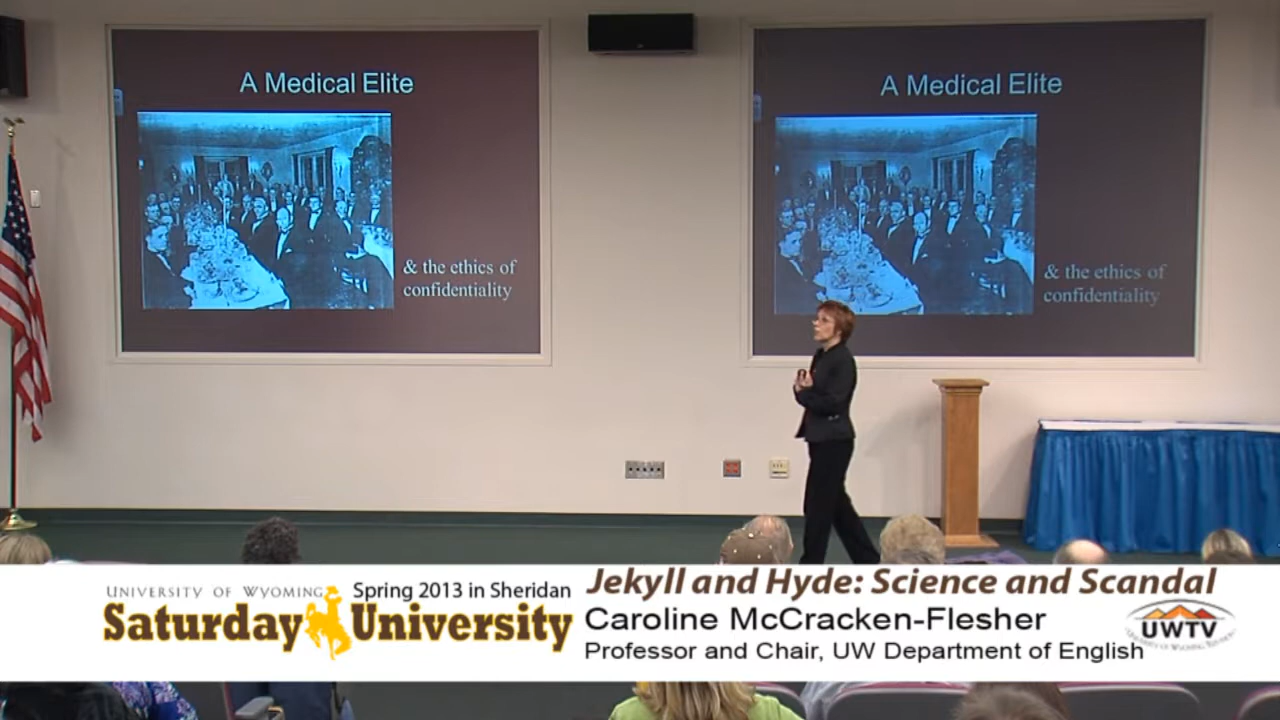 A Medical Elite
& the ethics of
confidentiality
A Medical Elite
& the ethics of
confidentiality
UNIVERSITY OF WYOMING
Spring 2013 in Sheridan
Saturday University
Jekyll and Hyde: Science and Scandal
Caroline McCracken-Flesher
Professor and Chair, UW Department of English
UWTV